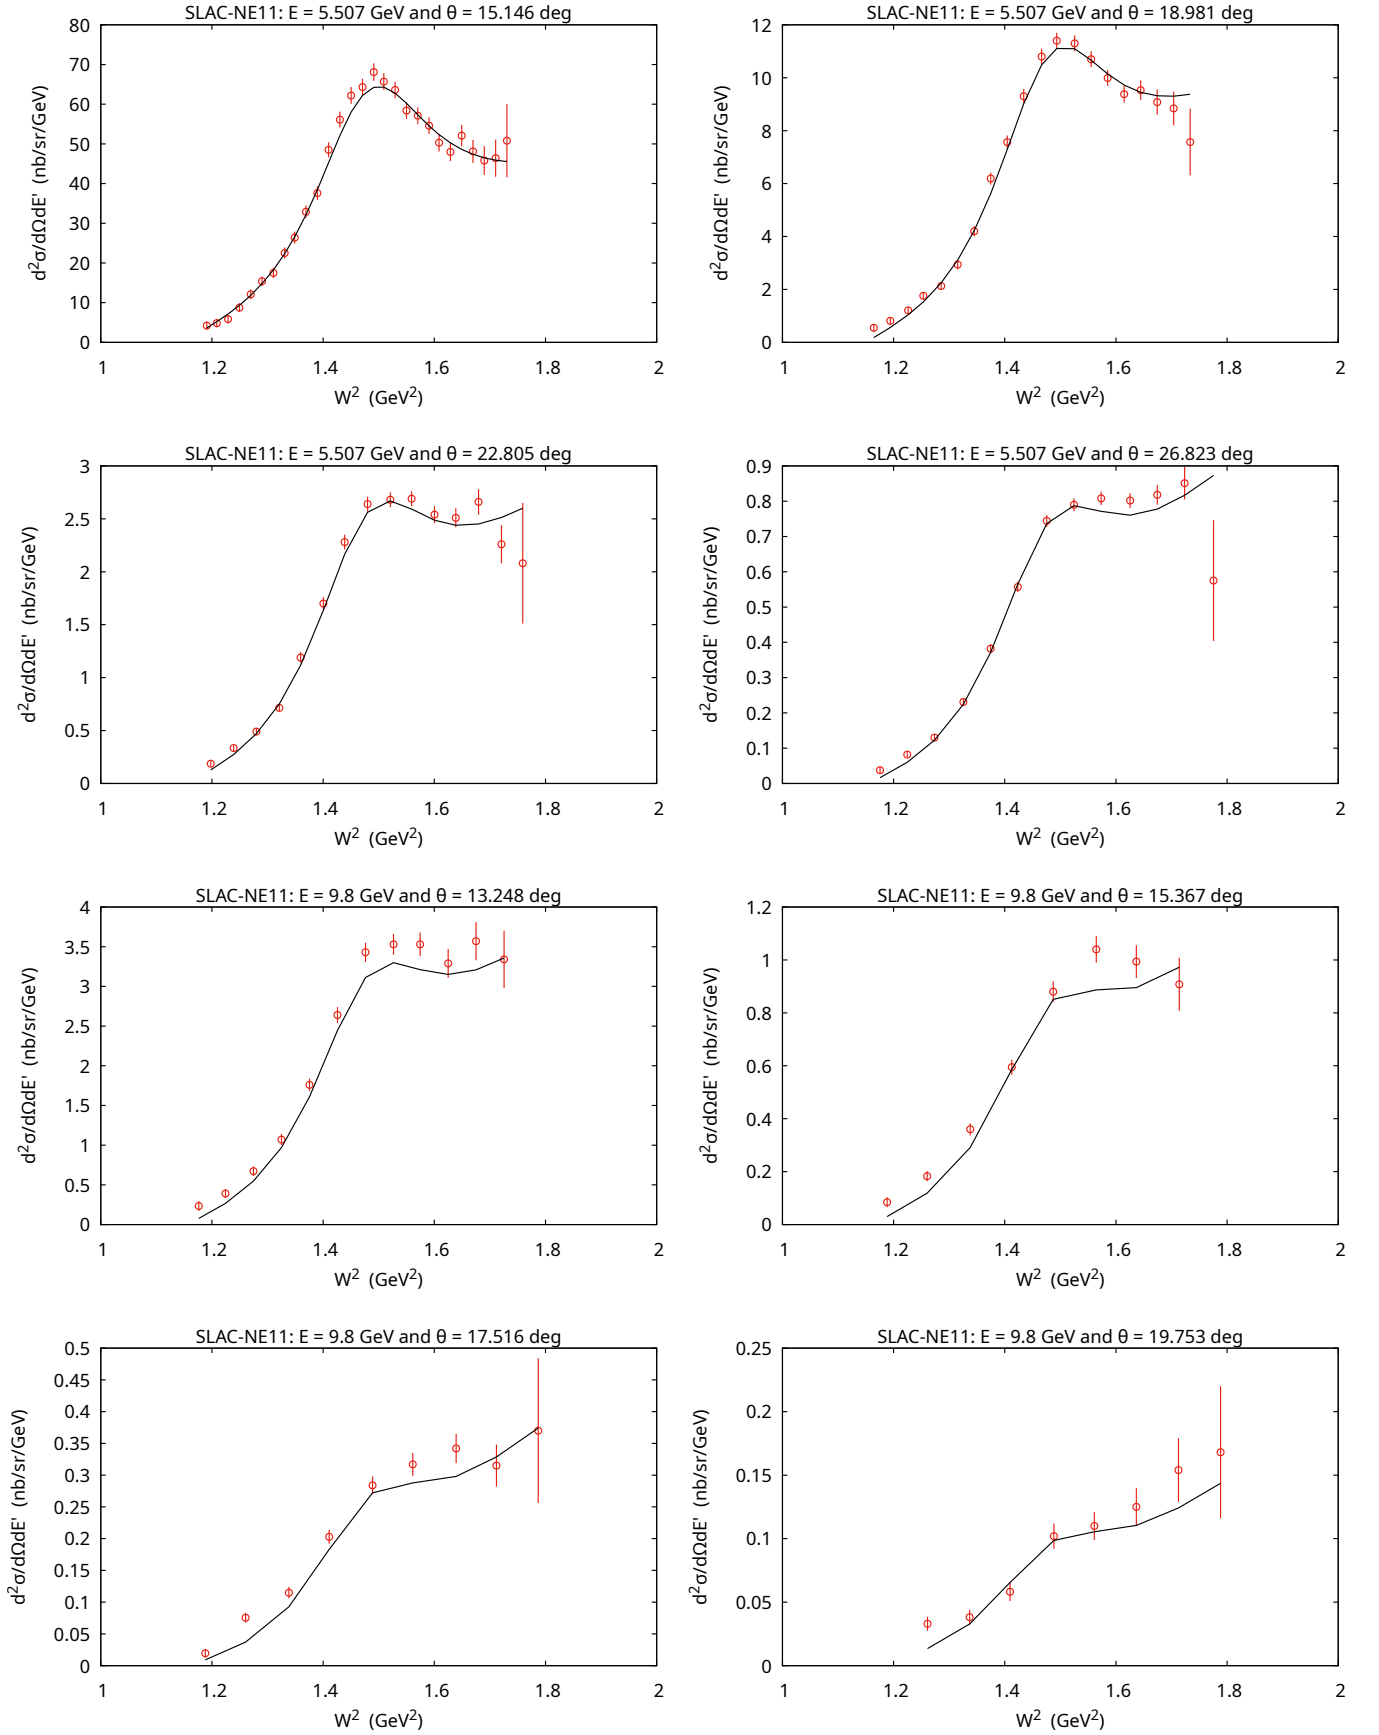 SLAC-NE11: E = 5.507 GeV and θ = 15.146 deg
80
70
60
50
40
30
20
10
0
d²σ/dΩdE' (nb/sr/GeV)
1 1.2 1.4 1.6 1.8 2
W² (GeV²)
SLAC-NE11: E = 5.507 GeV and θ = 18.981 deg
12
10
8
6
4
2
0
d²σ/dΩdE' (nb/sr/GeV)
1 1.2 1.4 1.6 1.8 2
W² (GeV²)
SLAC-NE11: E = 5.507 GeV and θ = 22.805 deg
3
2.5
2
1.5
1
0.5
0
d²σ/dΩdE' (nb/sr/GeV)
1 1.2 1.4 1.6 1.8 2
W² (GeV²)
SLAC-NE11: E = 5.507 GeV and θ = 26.823 deg
0.9
0.8
0.7
0.6
0.5
0.4
0.3
0.2
0.1
0
d²σ/dΩdE' (nb/sr/GeV)
1 1.2 1.4 1.6 1.8 2
W² (GeV²)
SLAC-NE11: E = 9.8 GeV and θ = 13.248 deg
4
3.5
3
2.5
2
1.5
1
0.5
0
d²σ/dΩdE' (nb/sr/GeV)
1 1.2 1.4 1.6 1.8 2
W² (GeV²)
SLAC-NE11: E = 9.8 GeV and θ = 15.367 deg
1.2
1
0.8
0.6
0.4
0.2
0
d²σ/dΩdE' (nb/sr/GeV)
1 1.2 1.4 1.6 1.8 2
W² (GeV²)
SLAC-NE11: E = 9.8 GeV and θ = 17.516 deg
0.5
0.45
0.4
0.35
0.3
0.25
0.2
0.15
0.1
0.05
0
d²σ/dΩdE' (nb/sr/GeV)
1 1.2 1.4 1.6 1.8 2
W² (GeV²)
SLAC-NE11: E = 9.8 GeV and θ = 19.753 deg
0.25
0.2
0.15
0.1
0.05
0
d²σ/dΩdE' (nb/sr/GeV)
1 1.2 1.4 1.6 1.8 2
W² (GeV²)